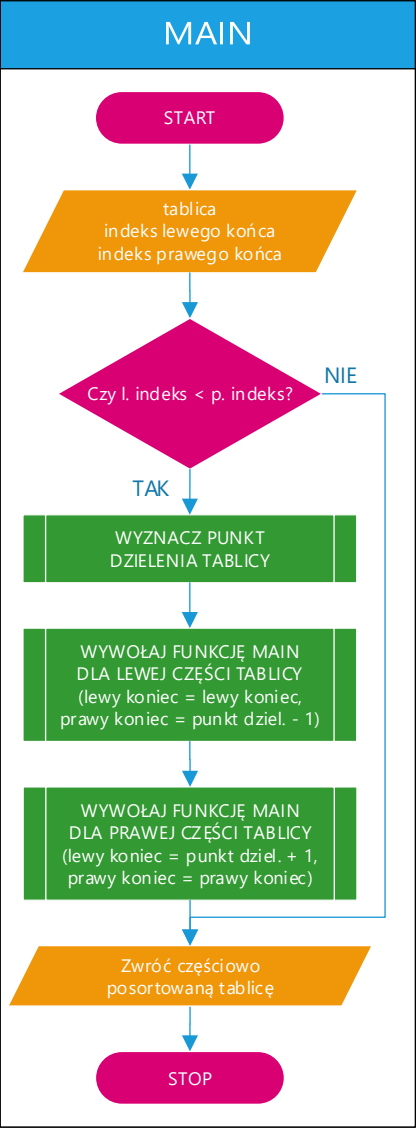 MAIN
START
tablica
indeks lewego końca
indeks prawego końca
Czy l. indeks < p. indeks?
NIE
TAK
WYZNACZ PUNKT
DZIELENIA TABLICY
WYWOŁAJ FUNKCJĘ MAIN
DLA LEWEJ CZĘŚCI TABLICY
(lewy koniec = lewy koniec,
prawy koniec = punkt dziel. - 1)
WYWOŁAJ FUNKCJĘ MAIN
DLA PRAWEJ CZĘŚCI TABLICY
(lewy koniec = punkt dziel. + 1,
prawy koniec = prawy koniec)
Zwróć częściowo
posortowaną tablicę
STOP